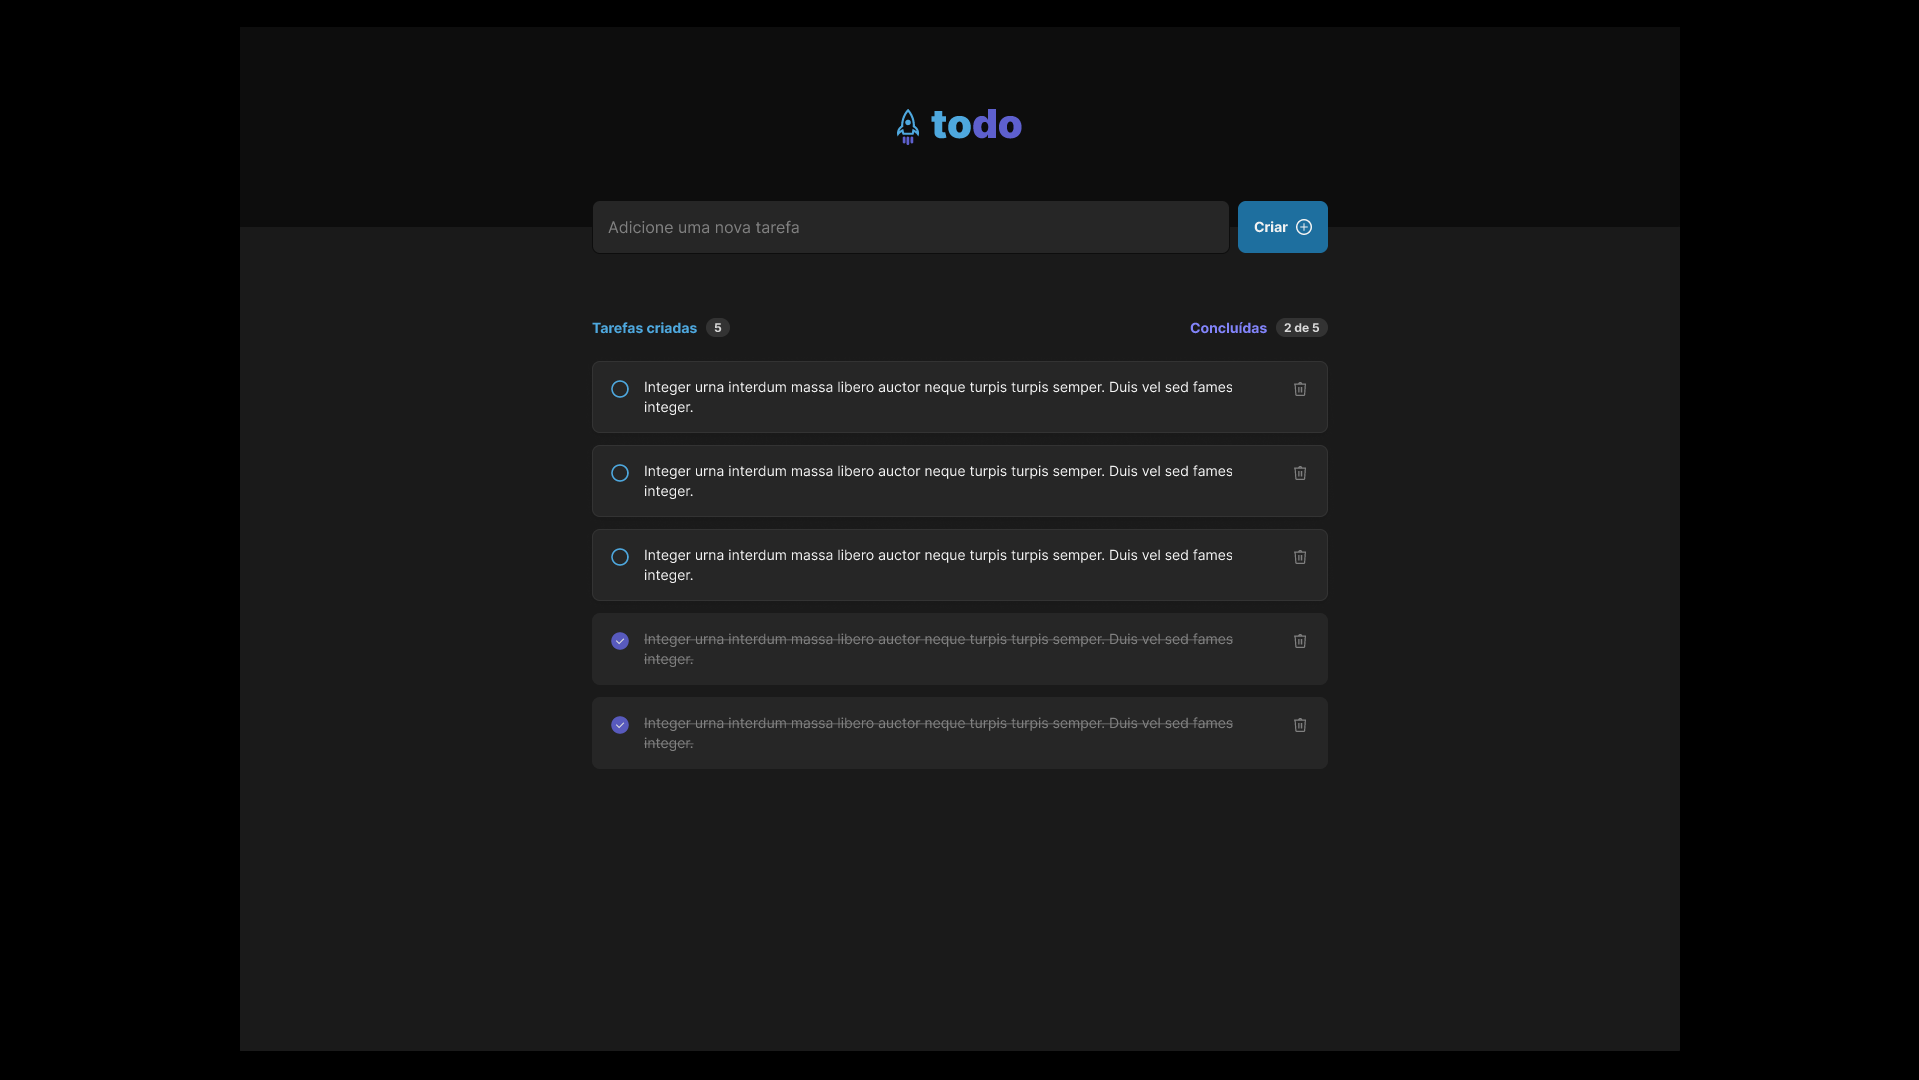 todo
Adicione uma nova tarefa
Criar
Tarefas criadas 5
Concluídas 2 de 5
Integer urna interdum massa libero auctor neque turpis turpis semper. Duis vel sed fames
integer.
Integer urna interdum massa libero auctor neque turpis turpis semper. Duis vel sed fames
integer.
Integer urna interdum massa libero auctor neque turpis turpis semper. Duis vel sed fames
integer.
Integer urna interdum massa libero auctor neque turpis turpis semper. Duis vel sed fames
integer.
Integer urna interdum massa libero auctor neque turpis turpis semper. Duis vel sed fames
integer.